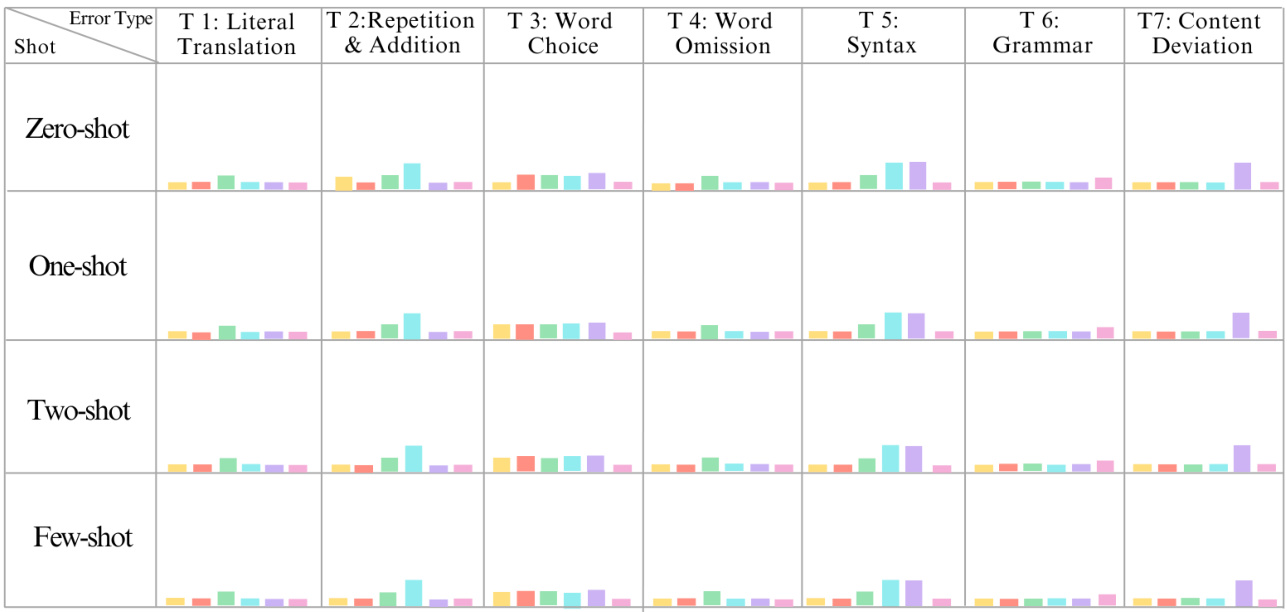 Error Type
Shot
T 1: Literal
Translation
T 2:Repetition
& Addition
T 3: Word
Choice
T 4: Word
Omission
T 5:
Syntax
T 6:
Grammar
T7: Content
Deviation
Zero-shot
One-shot
Two-shot
Few-shot